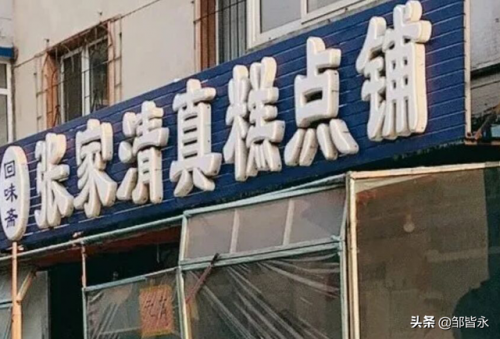 回味斋
张家清真糕点铺
头条 @邹皆永